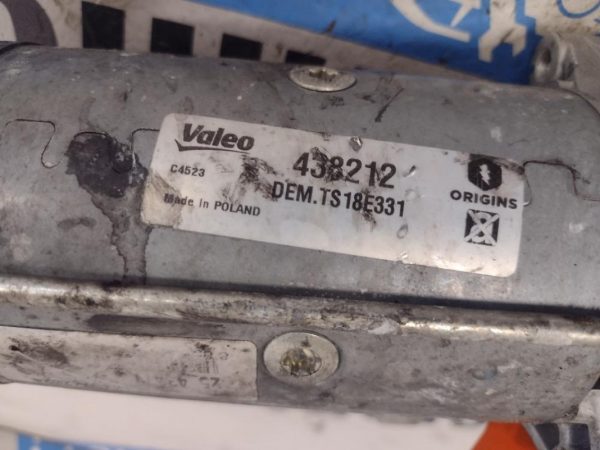 Valeo
438212
C4523
DEM.TS18E331
Made in POLAND
ORIGINS